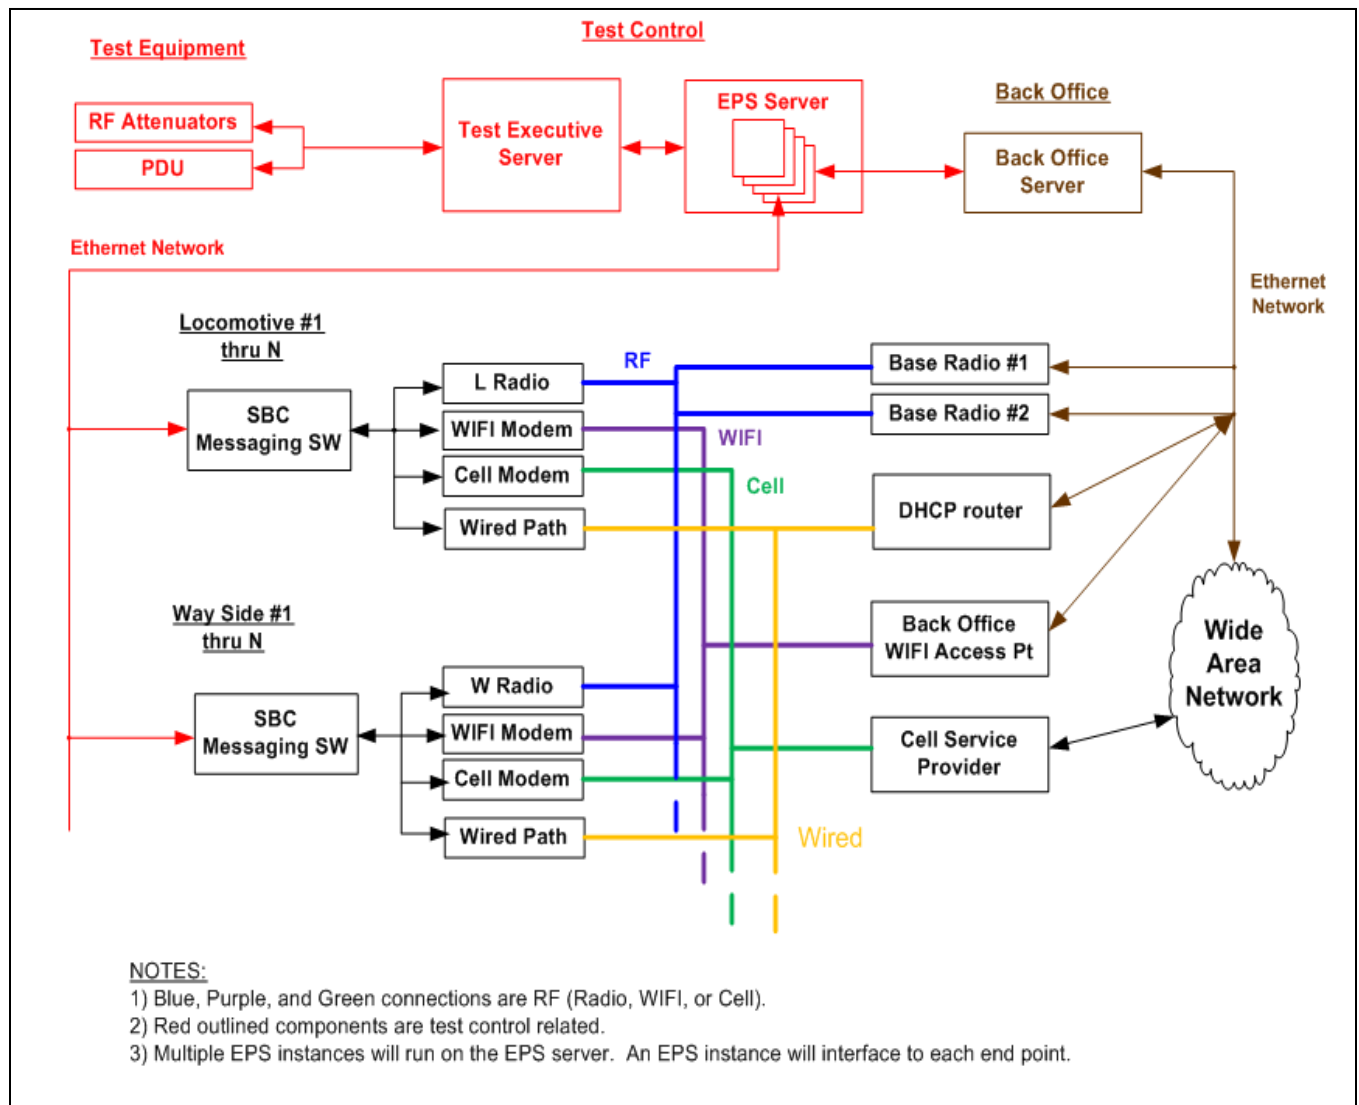 Test Equipment
Test Control
Back Office
RF Attenuators
PDU
Test Executive
Server
EPS Server
Back Office
Server
Ethernet Network
Ethernet
Network
Locomotive #1
thru N
SBC
Messaging SW
L Radio
WIFI Modem
Cell Modem
Wired Path
RF
WIFI
Cell
Base Radio #1
Base Radio #2
DHCP router
Way Side #1
thru N
SBC
Messaging SW
W Radio
WIFI Modem
Cell Modem
Wired Path
Wired
Back Office
WIFI Access Pt
Cell Service
Provider
Wide
Area
Network
NOTES:
1) Blue, Purple, and Green connections are RF (Radio, WIFI, or Cell).
2) Red outlined components are test control related.
3) Multiple EPS instances will run on the EPS server.  An EPS instance will interface to each end point.